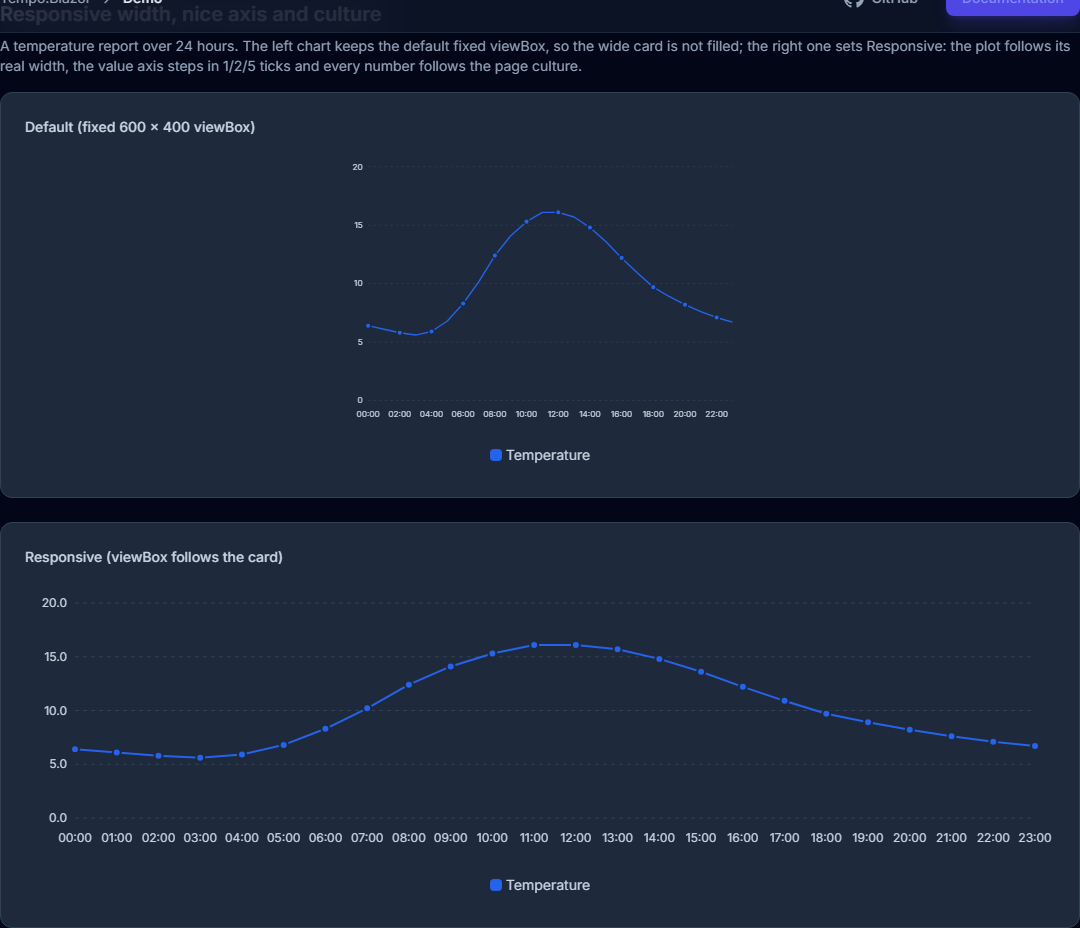 Tempo.Blazor > Demo
GitHub
Documentation
Responsive width, nice axis and culture
A temperature report over 24 hours. The left chart keeps the default fixed viewBox, so the wide card is not filled; the right one sets Responsive: the plot follows its
real width, the value axis steps in 1/2/5 ticks and every number follows the page culture.
Default (fixed 600 × 400 viewBox)
20
15
10
5
0
00:00 02:00 04:00 06:00 08:00 10:00 12:00 14:00 16:00 18:00 20:00 22:00
Temperature
Responsive (viewBox follows the card)
20.0
15.0
10.0
5.0
0.0
00:00 01:00 02:00 03:00 04:00 05:00 06:00 07:00 08:00 09:00 10:00 11:00 12:00 13:00 14:00 15:00 16:00 17:00 18:00 19:00 20:00 21:00 22:00 23:00
Temperature